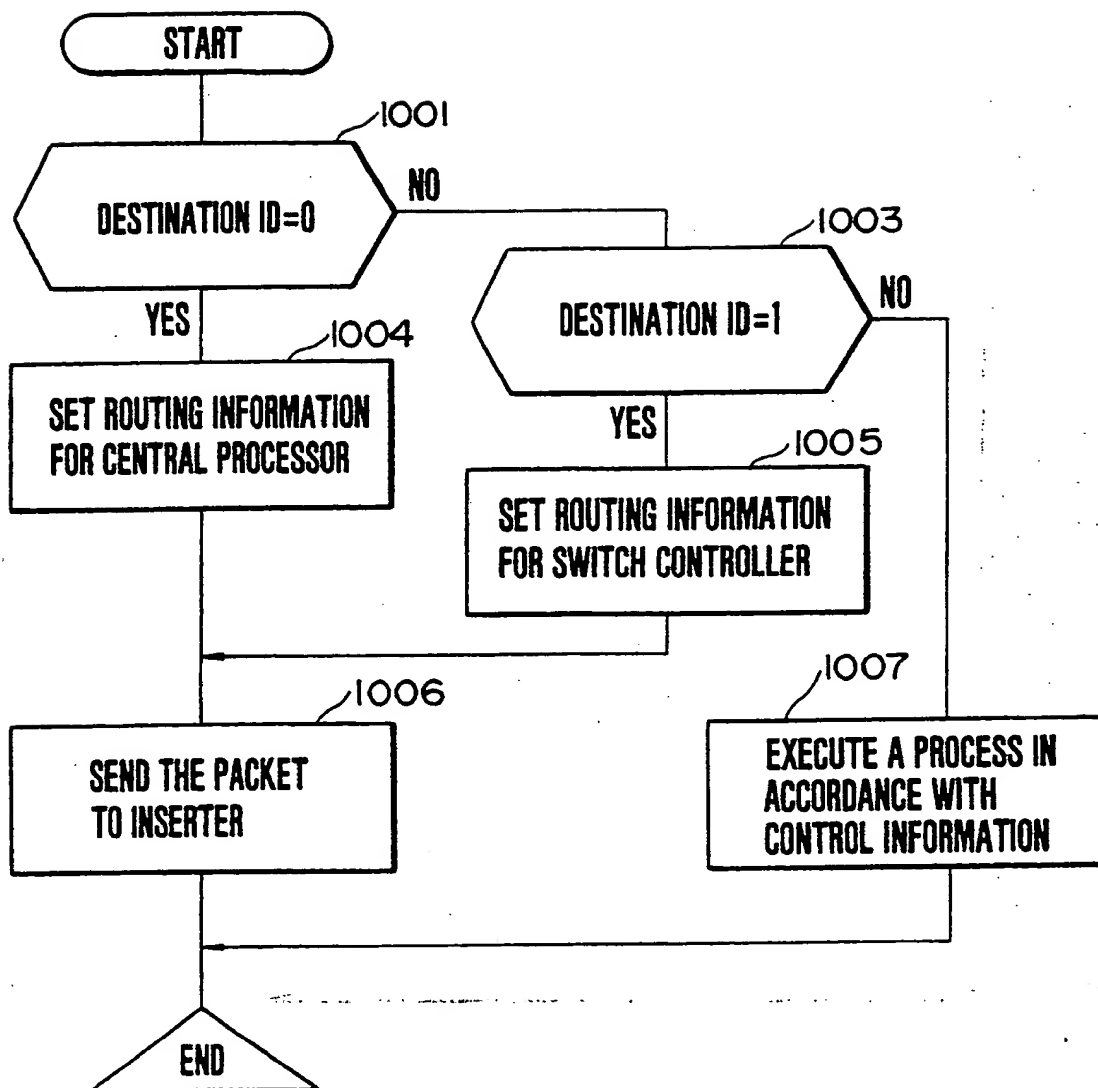 START
1001
DESTINATION ID=0
NO
1003
DESTINATION ID=1
NO
YES
1004
SET ROUTING INFORMATION
FOR CENTRAL PROCESSOR
YES
1005
SET ROUTING INFORMATION
FOR SWITCH CONTROLLER
1006
SEND THE PACKET
TO INSERTER
1007
EXECUTE A PROCESS IN
ACCORDANCE WITH
CONTROL INFORMATION
END